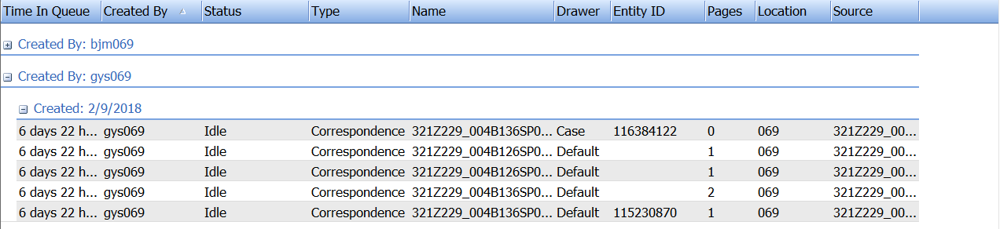 Time In Queue Created By Status Type Name Drawer Entity ID Pages Location Source
Created By: bjm069
Created By: gys069
Created: 2/9/2018
6 days 22 h... gys069 Idle Correspondence 321Z229_004B136SP0... Case 116384122 0 069 321Z229_00...
6 days 22 h... gys069 Idle Correspondence 321Z229_004B126SP0... Default 1 069 321Z229_00...
6 days 22 h... gys069 Idle Correspondence 321Z229_004B126SP0... Default 1 069 321Z229_00...
6 days 22 h... gys069 Idle Correspondence 321Z229_004B136SP0... Default 2 069 321Z229_00...
6 days 22 h... gys069 Idle Correspondence 321Z229_004B136SP0... Default 115230870 1 069 321Z229_00...